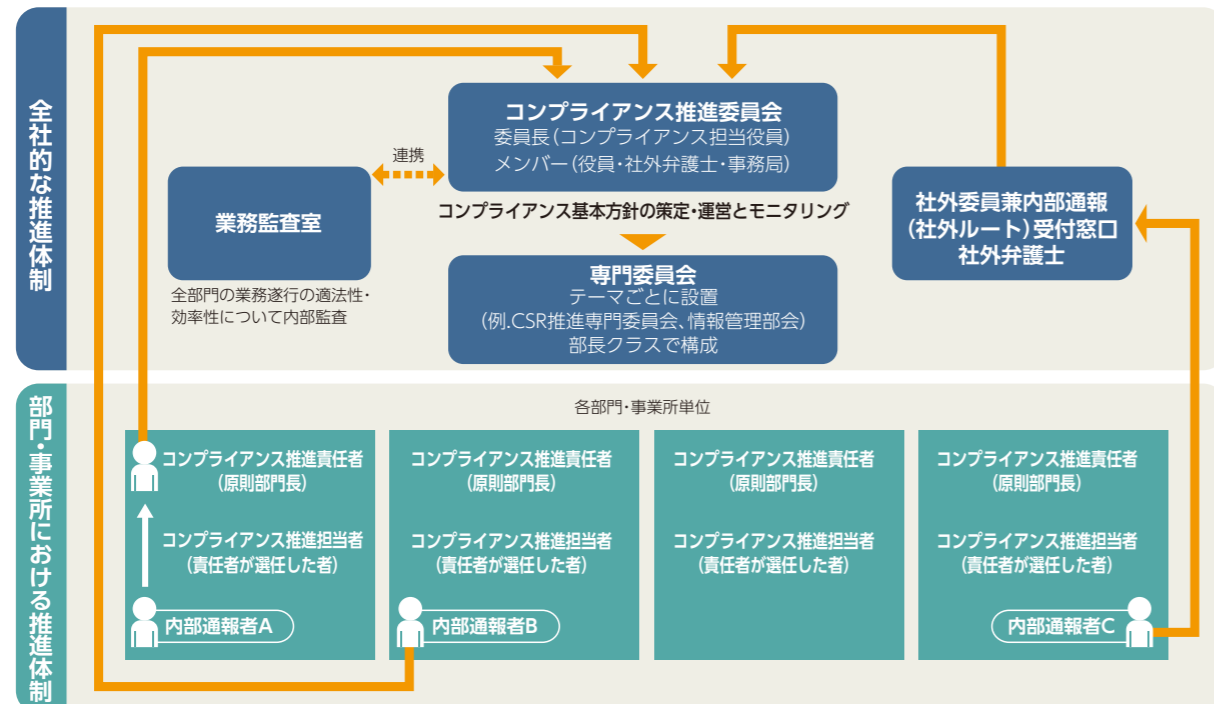 全社的な推進体制
コンプライアンス推進委員会
委員長(コンプライアンス担当役員)
メンバー(役員・社外弁護士・事務局)
連携
業務監査室
全部門の業務遂行の適法性・
効率性について内部監査
コンプライアンス基本方針の策定・運営とモニタリング
専門委員会
テーマごとに設置
(例.CSR推進専門委員会、情報管理部会)
部長クラスで構成
社外委員兼内部通報
(社外ルート)受付窓口
社外弁護士
部門・事業所における推進体制
各部門・事業所単位
コンプライアンス推進責任者
(原則部門長)
コンプライアンス推進担当者
(責任者が選任した者)
内部通報者A
コンプライアンス推進責任者
(原則部門長)
コンプライアンス推進担当者
(責任者が選任した者)
内部通報者B
コンプライアンス推進責任者
(原則部門長)
コンプライアンス推進担当者
(責任者が選任した者)
コンプライアンス推進責任者
(原則部門長)
コンプライアンス推進担当者
(責任者が選任した者)
内部通報者C